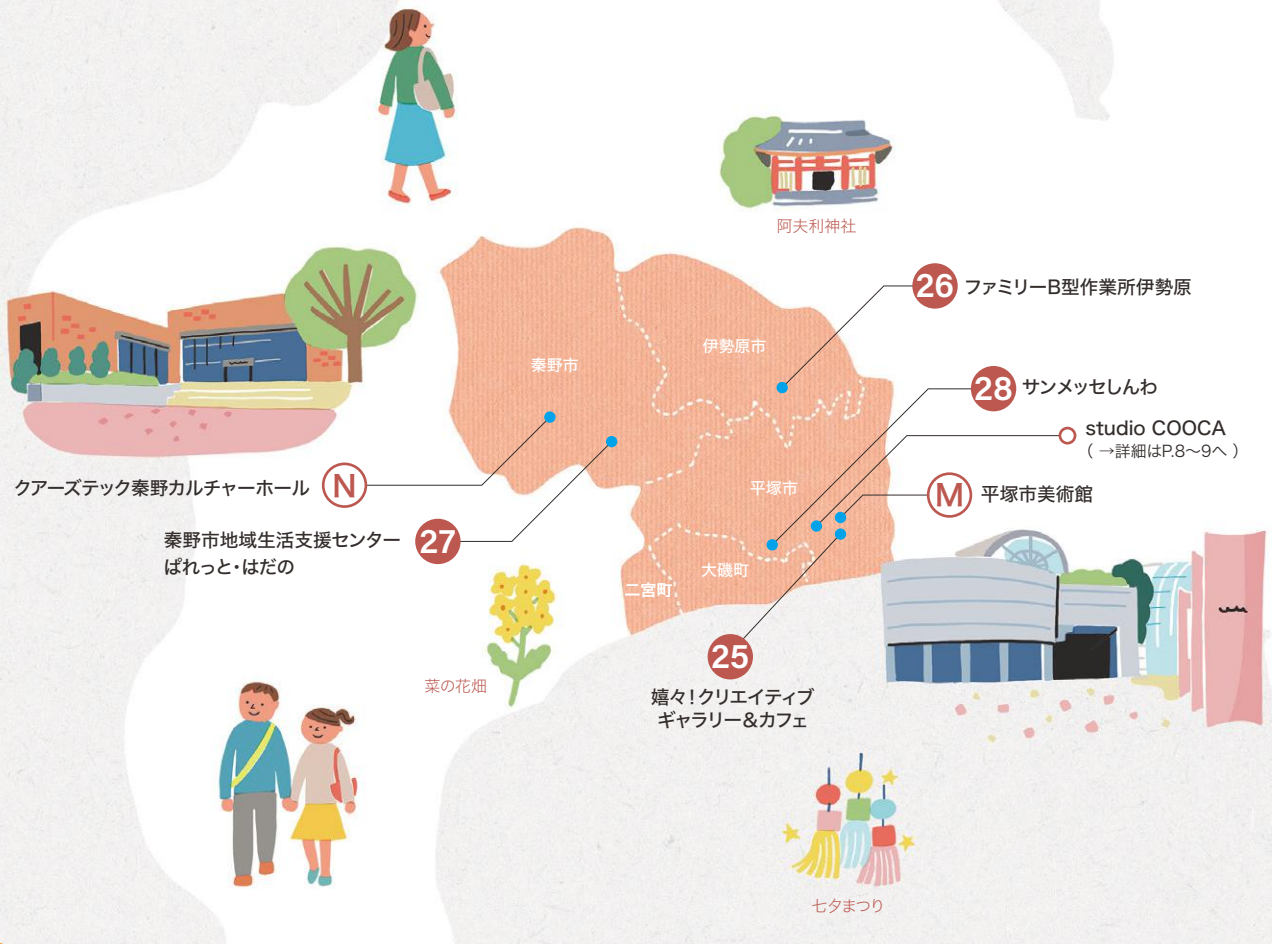 阿夫利神社
26 ファミリーB型作業所伊勢原
伊勢原市
秦野市
28 サンメッセしんわ
studio COOCA
( →詳細はP.8〜9へ )
クアーズテック秦野カルチャーホール N
平塚市
M 平塚市美術館
秦野市地域生活支援センター 27
ぱれっと・はだの
大磯町
二宮町
25
嬉々!クリエイティブ
ギャラリー&カフェ
菜の花畑
七夕まつり